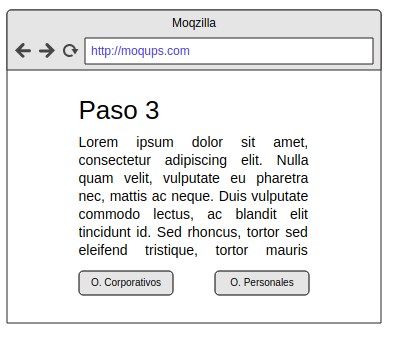 Moqzilla
http://moqups.com
Paso 3
Lorem ipsum dolor sit amet,
consectetur adipiscing elit. Nulla
quam velit, vulputate eu pharetra
nec, mattis ac neque. Duis vulputate
commodo lectus, ac blandit elit
tincidunt id. Sed rhoncus, tortor sed
eleifend tristique, tortor mauris
O. Corporativos
O. Personales